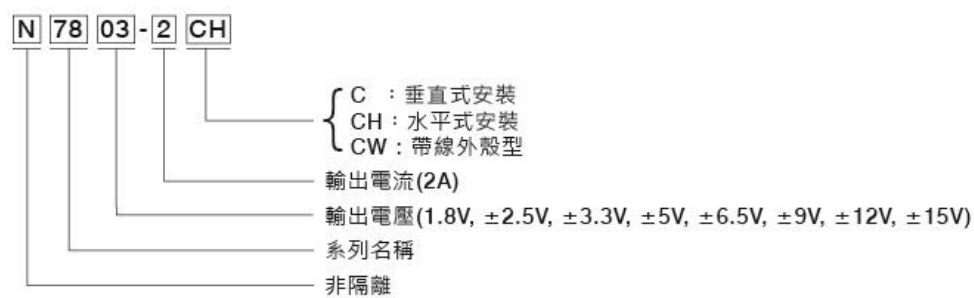 N 78 03-2 CH
C ：垂直式安裝
CH：水平式安裝
CW：帶線外殼型
輸出電流(2A)
輸出電壓(1.8V, ±2.5V, ±3.3V, ±5V, ±6.5V, ±9V, ±12V, ±15V)
系列名稱
非隔離